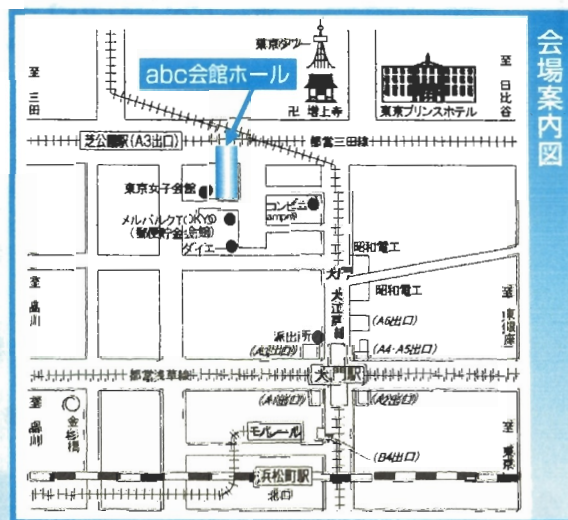 会場案内図
東京タワー
至 三田
abc会館ホール
卍 増上寺
東京プリンスホテル
至 日比谷
芝公園駅(A3出口)
都営三田線
東京女子会館
コンビニ
ampm
メルパルクTOKYO
(郵便貯金会館)
ダイエー
昭和電工
大門
昭和電工
至 品川
大江戸線
至 東銀座
(A6出口)
派出所
(A4・A5出口)
都営浅草線
大門駅
(A1出口)
(A2出口)
至 品川
金杉橋
モノレール
(B4出口)
至 東京
浜松町駅
北口